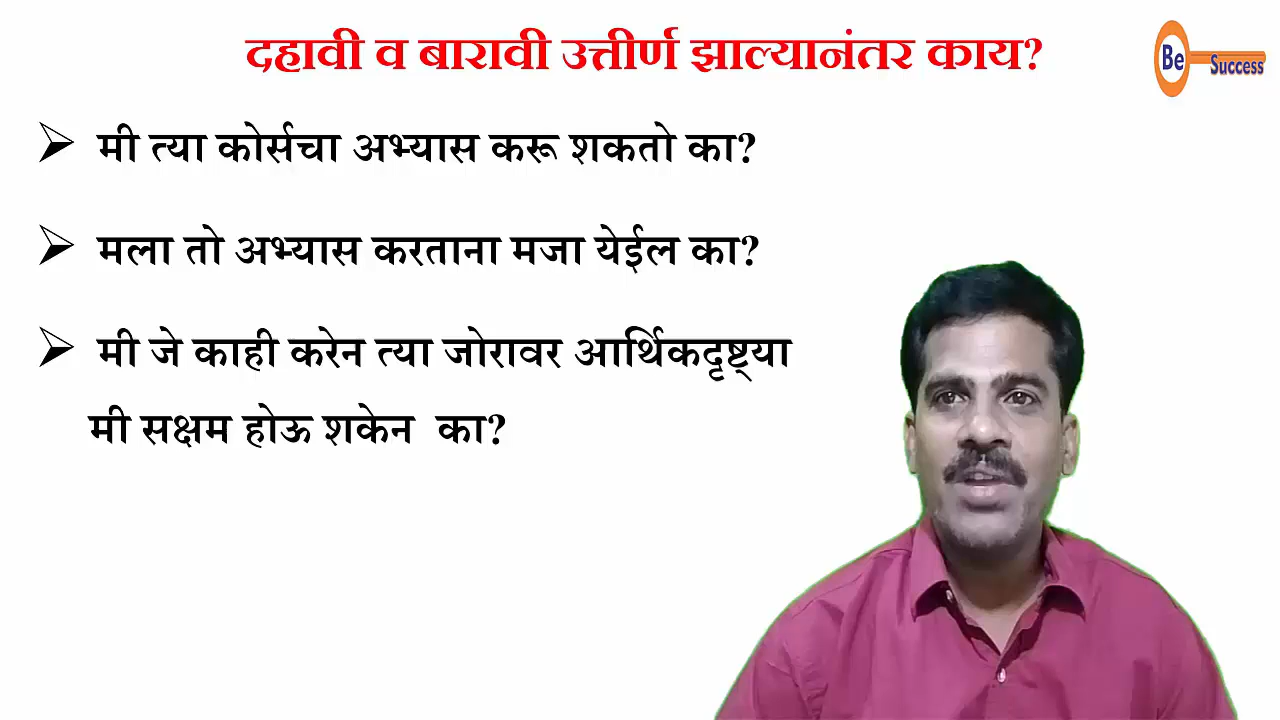 दहावी व बारावी उत्तीर्ण झाल्यानंतर काय?
Be Success
मी त्या कोर्सचा अभ्यास करू शकतो का?
मला तो अभ्यास करताना मजा येईल का?
मी जे काही करेन त्या जोरावर आर्थिकदृष्ट्या
मी सक्षम होऊ शकेन का?